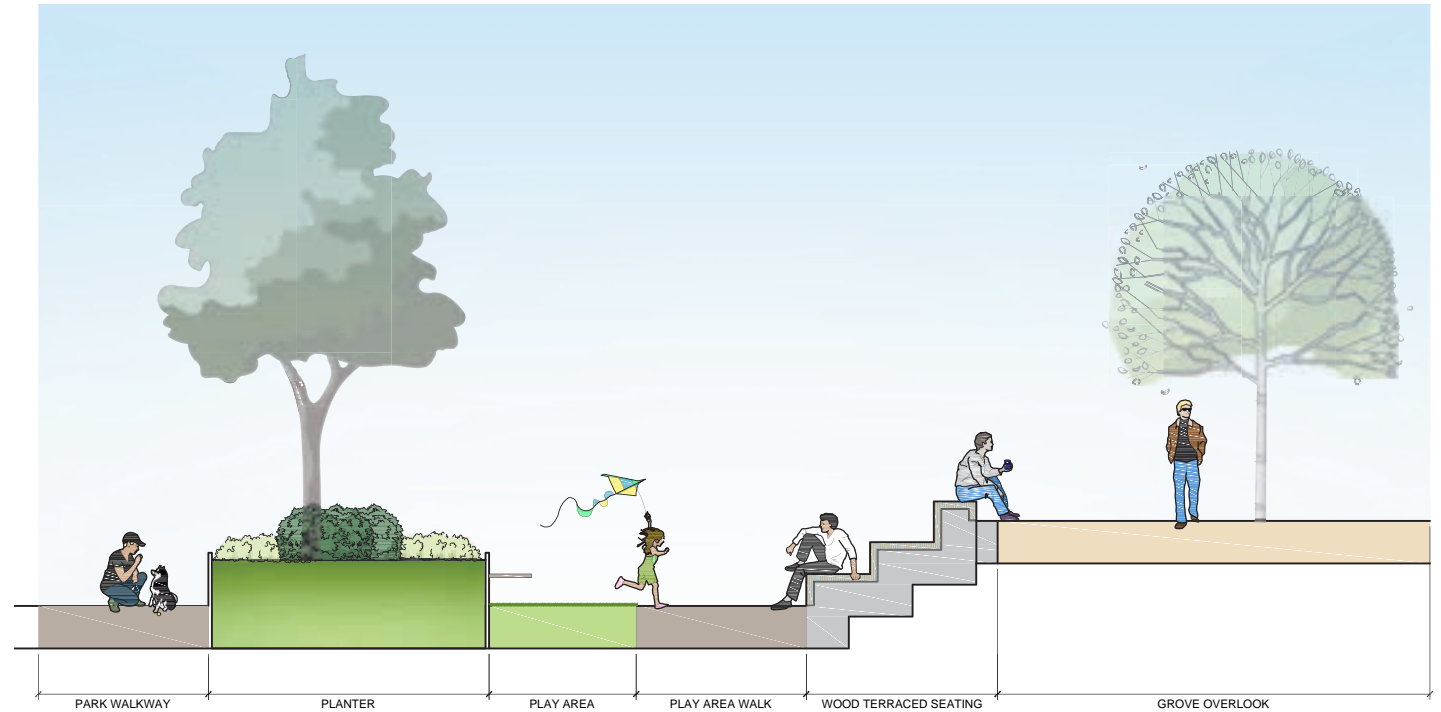 PARK WALKWAY
PLANTER
PLAY AREA
PLAY AREA WALK
WOOD TERRACED SEATING
GROVE OVERLOOK